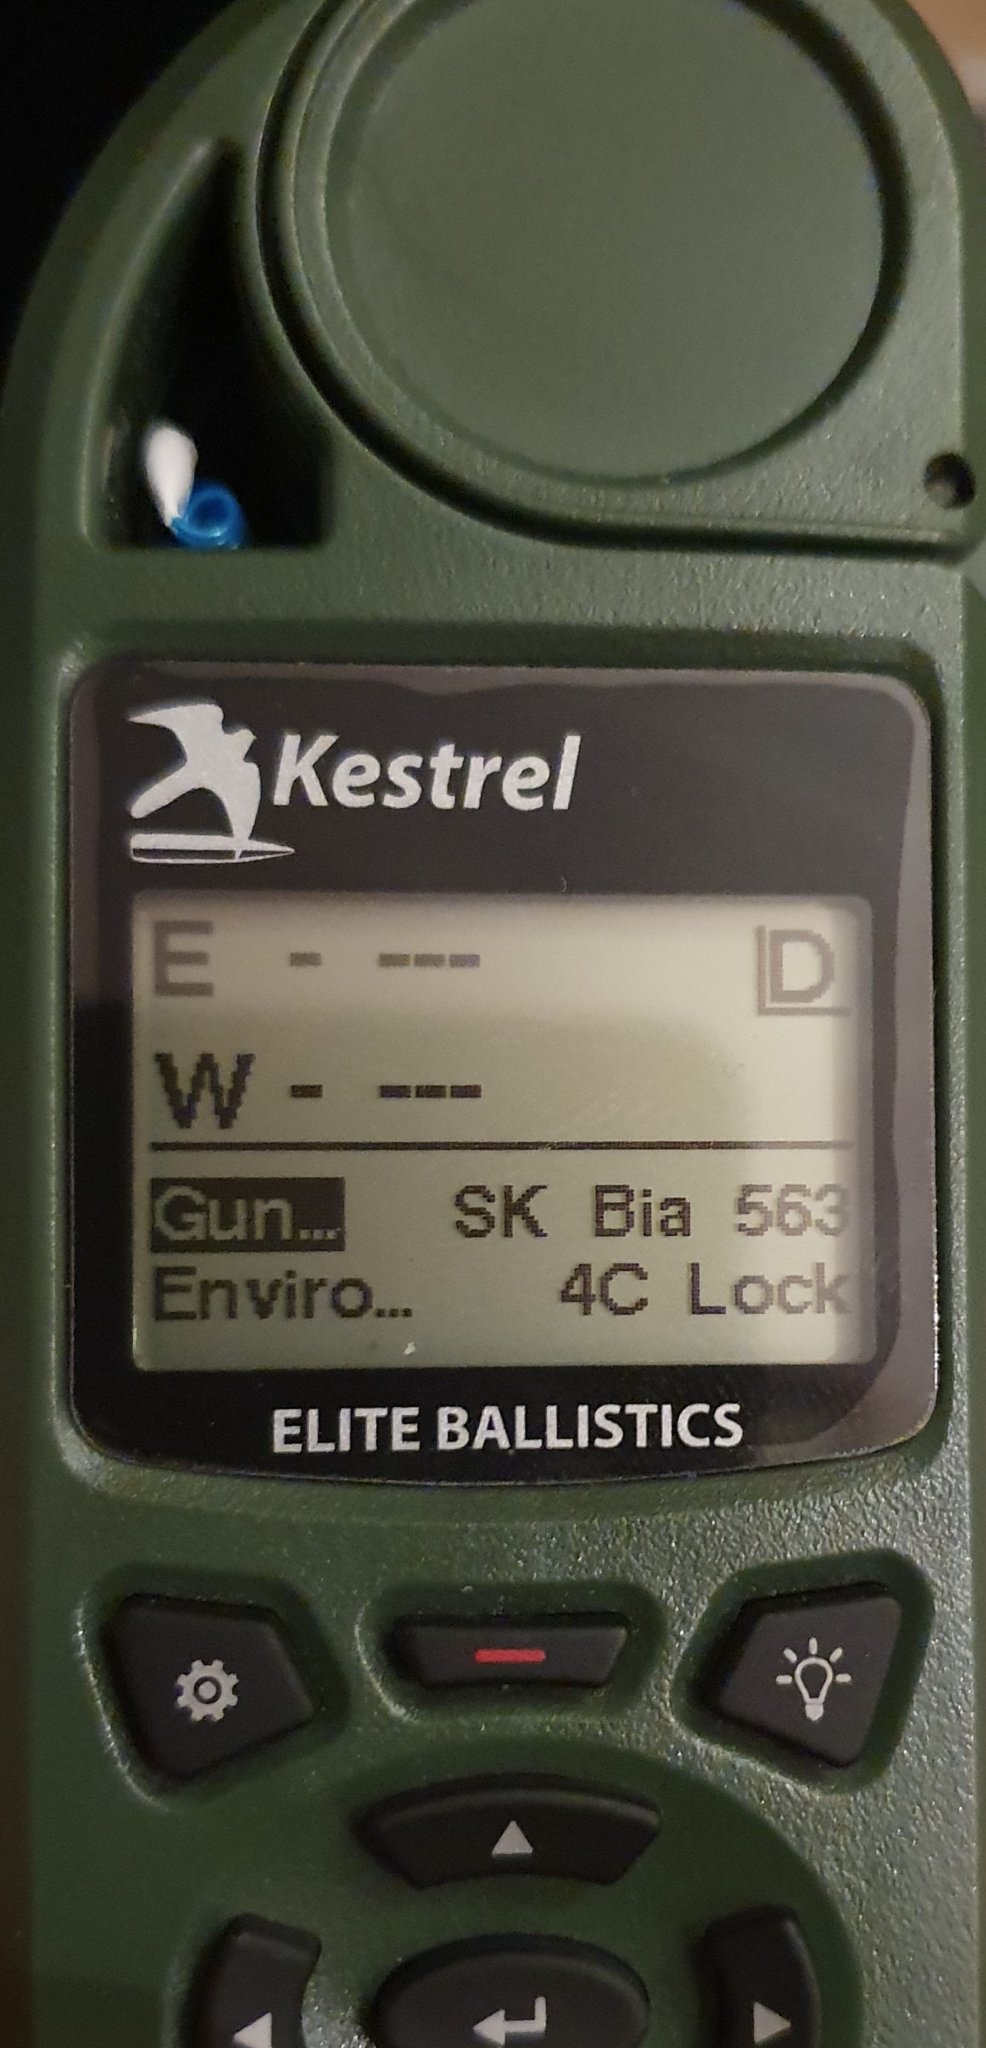 Kestrel
E - --- D
W - ---
Gun... SK Bia 563
Enviro... 4C Lock
ELITE BALLISTICS